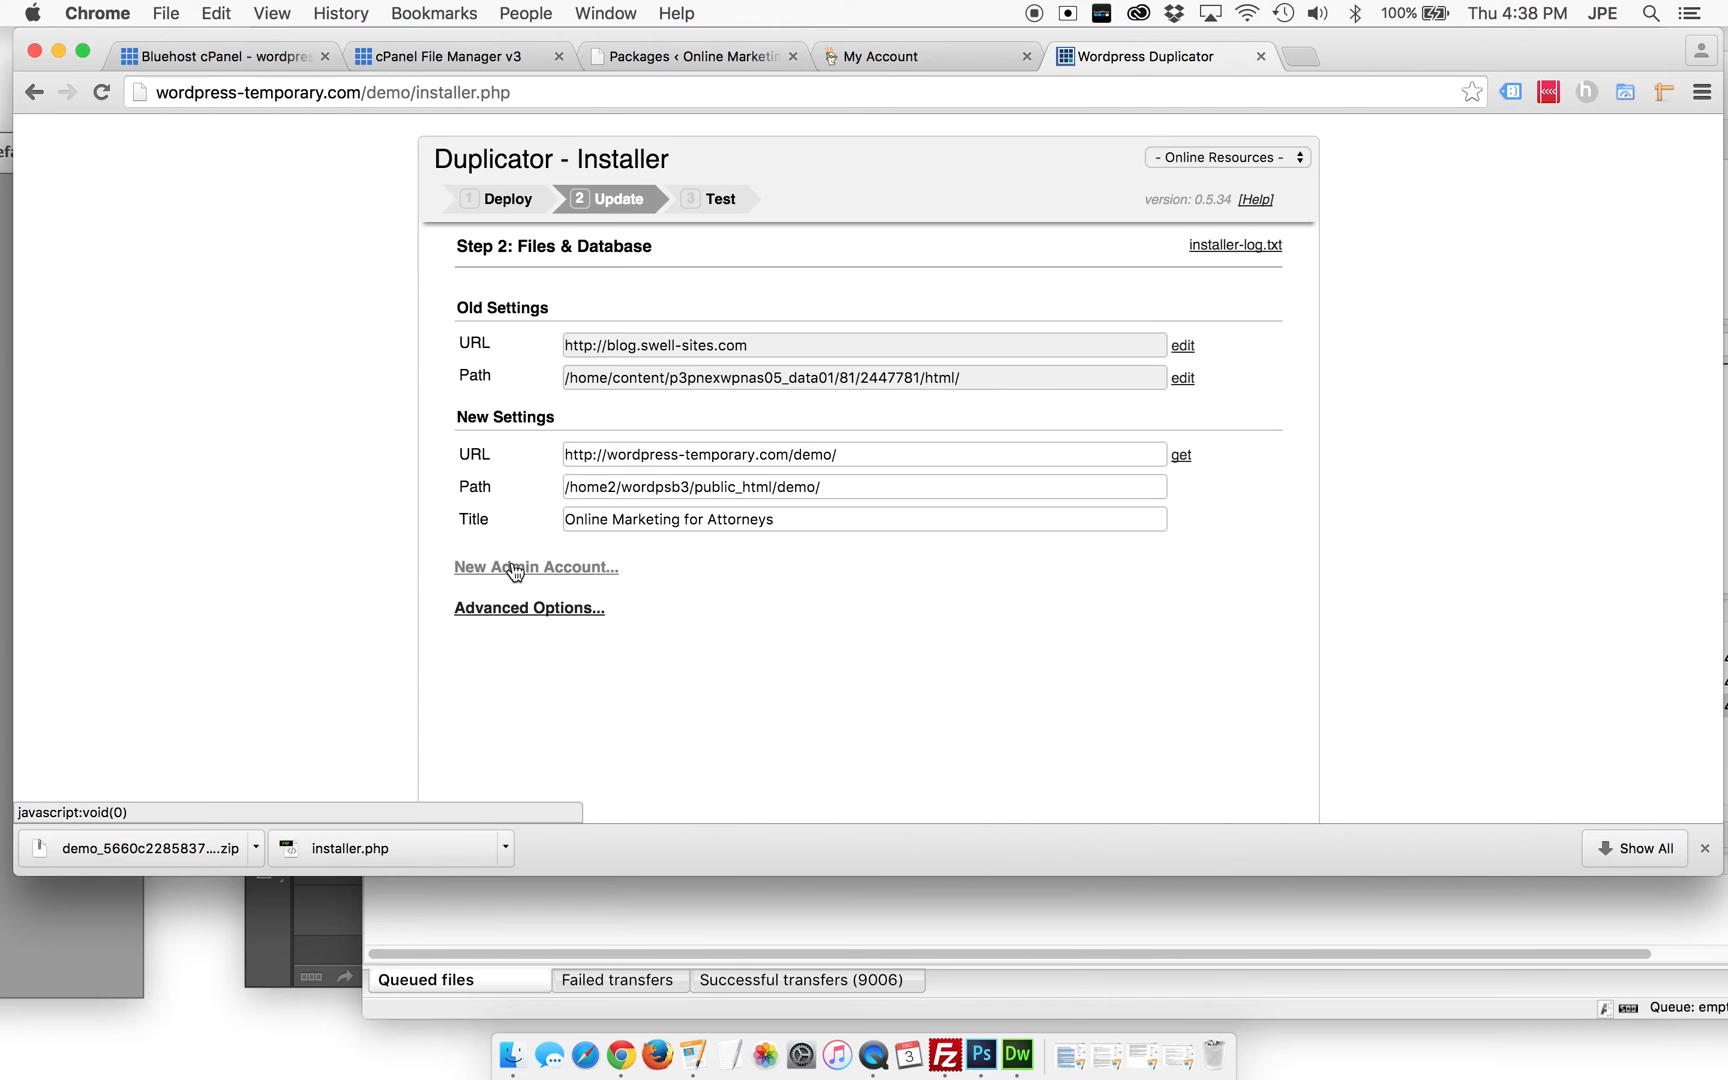 Chrome File Edit View History Bookmarks People Window Help 100% Thu 4:38 PM JPE
Bluehost cPanel - wordpres cPanel File Manager v3 Packages ‹ Online Marketin My Account Wordpress Duplicator
wordpress-temporary.com/demo/installer.php
Duplicator - Installer - Online Resources -
1 Deploy 2 Update 3 Test version: 0.5.34 [Help]
Step 2: Files & Database installer-log.txt
Old Settings
URL http://blog.swell-sites.com edit
Path /home/content/p3pnexwpnas05_data01/81/2447781/html/ edit
New Settings
URL http://wordpress-temporary.com/demo/ get
Path /home2/wordpsb3/public_html/demo/
Title Online Marketing for Attorneys
New Admin Account...
Advanced Options...
javascript:void(0)
demo_5660c2285837....zip installer.php Show All
Queued files Failed transfers Successful transfers (9006)
Queue: empt
DEC 3 Fz Ps Dw